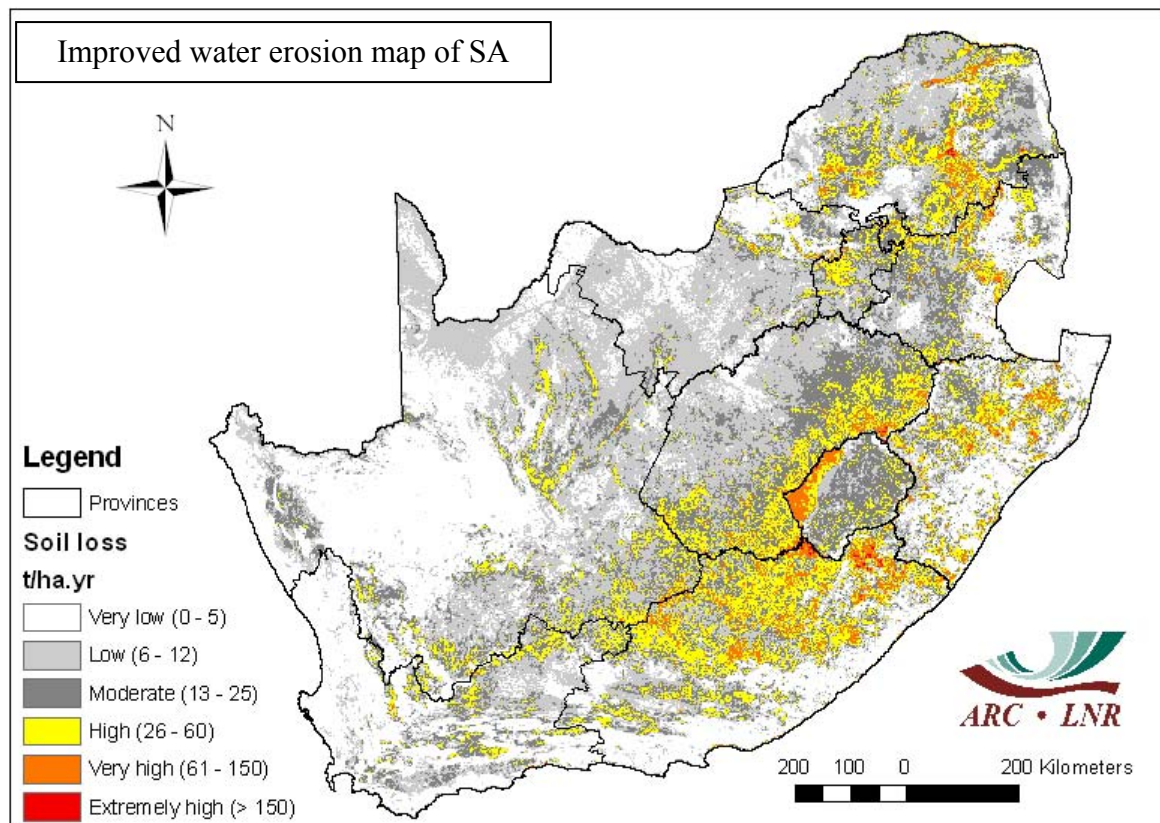 Improved water erosion map of SA
N
Legend
Provinces
Soil loss
t/ha.yr
Very low (0 - 5)
Low (6 - 12)
Moderate (13 - 25)
High (26 - 60)
Very high (61 - 150)
Extremely high (> 150)
ARC • LNR
200 100 0 200 Kilometers